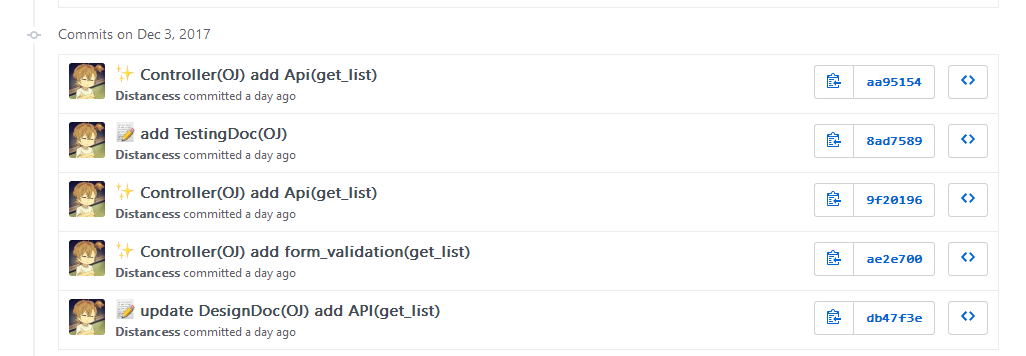 Commits on Dec 3, 2017
✨ Controller(OJ) add Api(get_list)
Distancess committed a day ago
aa95154
📝 add TestingDoc(OJ)
Distancess committed a day ago
8ad7589
✨ Controller(OJ) add Api(get_list)
Distancess committed a day ago
9f20196
✨ Controller(OJ) add form_validation(get_list)
Distancess committed a day ago
ae2e700
📝 update DesignDoc(OJ) add API(get_list)
Distancess committed a day ago
db47f3e